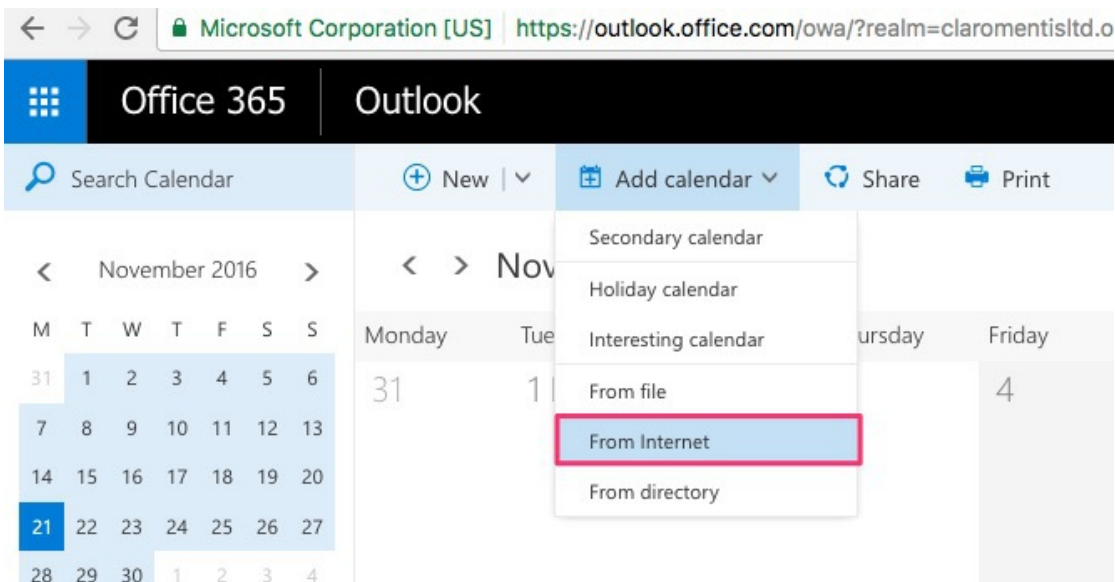 Microsoft Corporation [US] https://outlook.office.com/owa/?realm=claromentisltd.o
Office 365 Outlook
Search Calendar New Add calendar Share Print
Secondary calendar
November 2016 Nov
Holiday calendar
M T W T F S S Monday Tue Interesting calendar ursday Friday
31 1 2 3 4 5 6 31 1 From file 4
7 8 9 10 11 12 13 From Internet
14 15 16 17 18 19 20 From directory
21 22 23 24 25 26 27
28 29 30 1 2 3 4